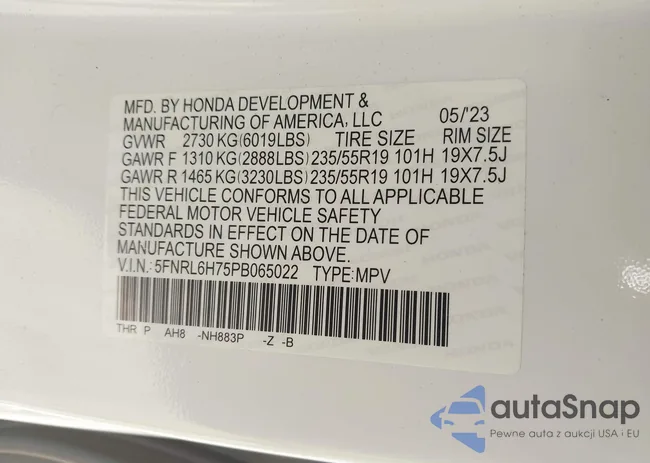 MFD. BY HONDA DEVELOPMENT &
MANUFACTURING OF AMERICA, LLC 05/'23
GVWR 2730 KG(6019LBS) TIRE SIZE RIM SIZE
GAWR F 1310 KG(2888LBS) 235/55R19 101H 19X7.5J
GAWR R 1465 KG(3230LBS) 235/55R19 101H 19X7.5J
THIS VEHICLE CONFORMS TO ALL APPLICABLE
FEDERAL MOTOR VEHICLE SAFETY
STANDARDS IN EFFECT ON THE DATE OF
MANUFACTURE SHOWN ABOVE.
V.I.N.: 5FNRL6H75PB065022 TYPE:MPV
THR P AH8 -NH883P -Z -B
autaSnap
Pewne auta z aukcji USA i EU